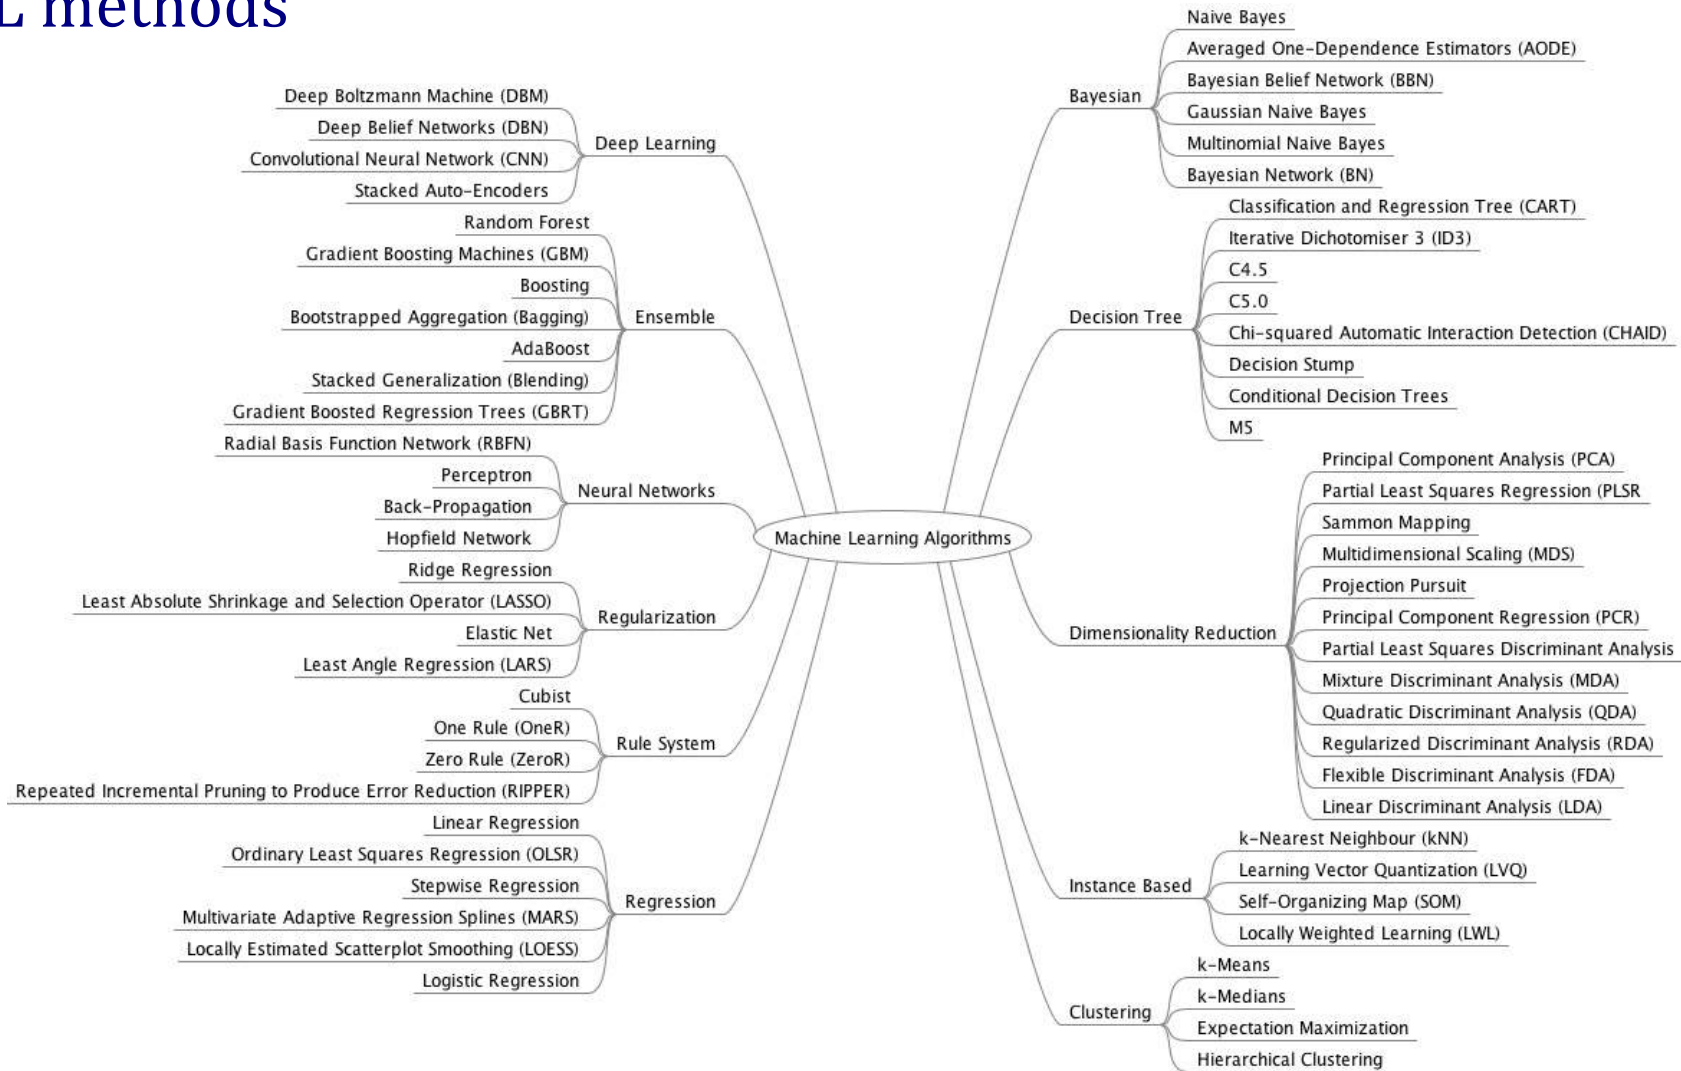 L methods
Deep Boltzmann Machine (DBM)
Deep Belief Networks (DBN)
Convolutional Neural Network (CNN)
Stacked Auto-Encoders
Deep Learning
Random Forest
Gradient Boosting Machines (GBM)
Boosting
Bootstrapped Aggregation (Bagging)
AdaBoost
Stacked Generalization (Blending)
Gradient Boosted Regression Trees (GBRT)
Ensemble
Radial Basis Function Network (RBFN)
Perceptron
Back-Propagation
Hopfield Network
Neural Networks
Ridge Regression
Least Absolute Shrinkage and Selection Operator (LASSO)
Elastic Net
Least Angle Regression (LARS)
Regularization
Cubist
One Rule (OneR)
Zero Rule (ZeroR)
Repeated Incremental Pruning to Produce Error Reduction (RIPPER)
Rule System
Linear Regression
Ordinary Least Squares Regression (OLSR)
Stepwise Regression
Multivariate Adaptive Regression Splines (MARS)
Locally Estimated Scatterplot Smoothing (LOESS)
Logistic Regression
Regression
Machine Learning Algorithms
Bayesian
Naive Bayes
Averaged One-Dependence Estimators (AODE)
Bayesian Belief Network (BBN)
Gaussian Naive Bayes
Multinomial Naive Bayes
Bayesian Network (BN)
Decision Tree
Classification and Regression Tree (CART)
Iterative Dichotomiser 3 (ID3)
C4.5
C5.0
Chi-squared Automatic Interaction Detection (CHAID)
Decision Stump
Conditional Decision Trees
M5
Dimensionality Reduction
Principal Component Analysis (PCA)
Partial Least Squares Regression (PLSR
Sammon Mapping
Multidimensional Scaling (MDS)
Projection Pursuit
Principal Component Regression (PCR)
Partial Least Squares Discriminant Analysis
Mixture Discriminant Analysis (MDA)
Quadratic Discriminant Analysis (QDA)
Regularized Discriminant Analysis (RDA)
Flexible Discriminant Analysis (FDA)
Linear Discriminant Analysis (LDA)
Instance Based
k-Nearest Neighbour (kNN)
Learning Vector Quantization (LVQ)
Self-Organizing Map (SOM)
Locally Weighted Learning (LWL)
Clustering
k-Means
k-Medians
Expectation Maximization
Hierarchical Clustering